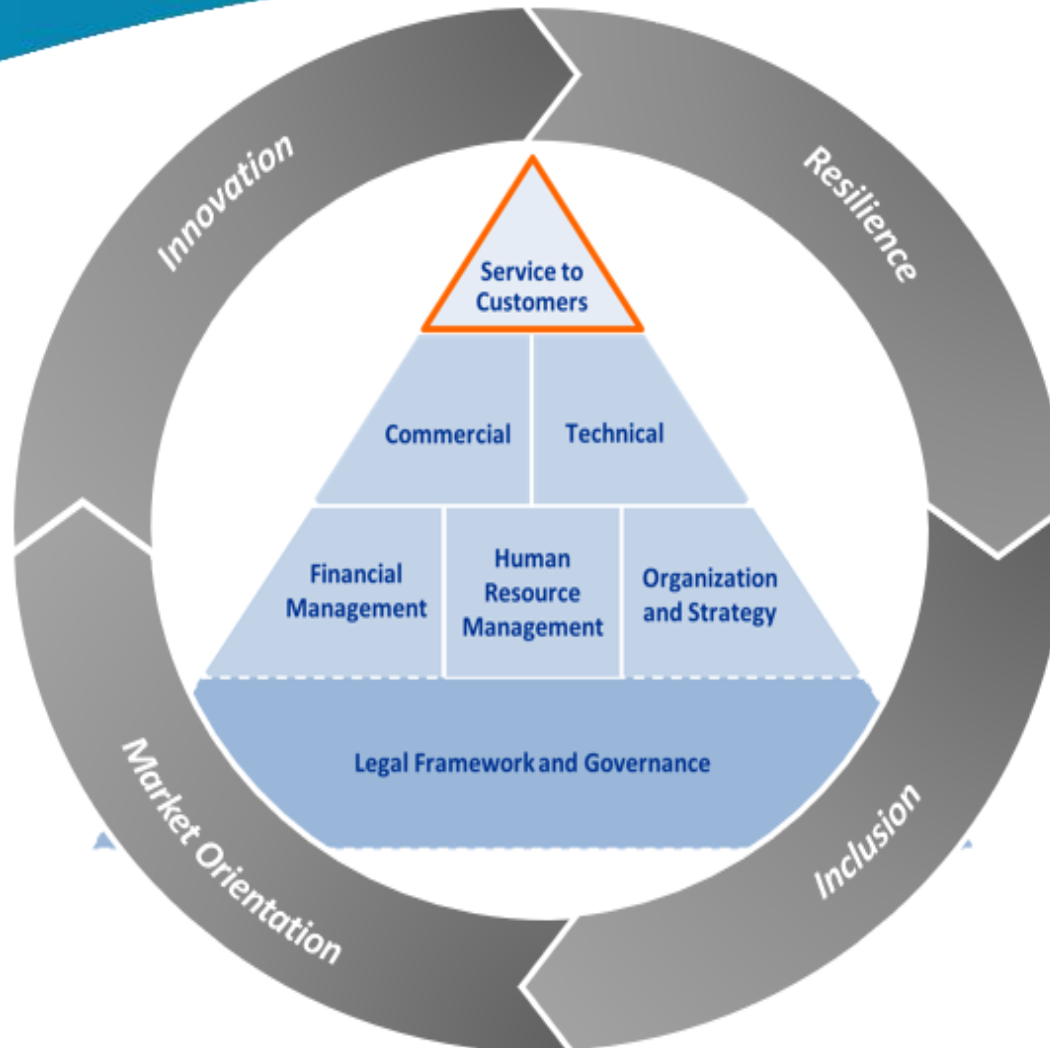 Innovation
Resilience
Service to
Customers
Commercial
Technical
Financial
Management
Human
Resource
Management
Organization
and Strategy
Legal Framework and Governance
Market Orientation
Inclusion